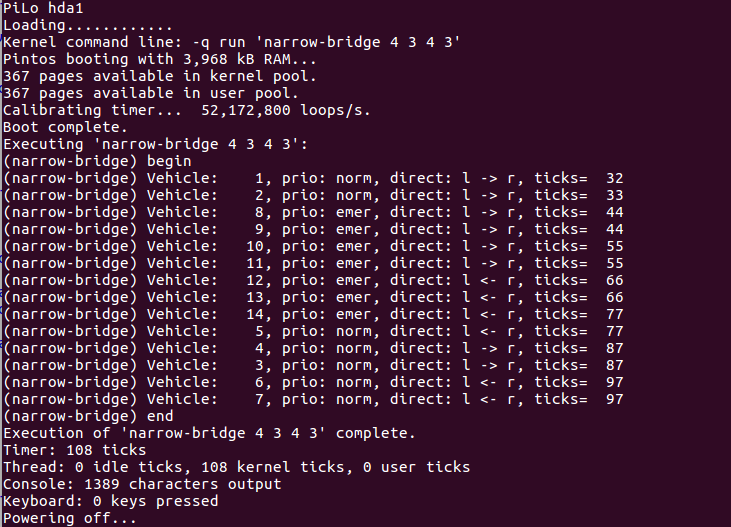 PiLo hda1
Loading............
Kernel command line: -q run 'narrow-bridge 4 3 4 3'
Pintos booting with 3,968 kB RAM...
367 pages available in kernel pool.
367 pages available in user pool.
Calibrating timer...  52,172,800 loops/s.
Boot complete.
Executing 'narrow-bridge 4 3 4 3':
(narrow-bridge) begin
(narrow-bridge) Vehicle:    1, prio: norm, direct: l -> r, ticks=  32
(narrow-bridge) Vehicle:    2, prio: norm, direct: l -> r, ticks=  33
(narrow-bridge) Vehicle:    8, prio: emer, direct: l -> r, ticks=  44
(narrow-bridge) Vehicle:    9, prio: emer, direct: l -> r, ticks=  44
(narrow-bridge) Vehicle:   10, prio: emer, direct: l -> r, ticks=  55
(narrow-bridge) Vehicle:   11, prio: emer, direct: l -> r, ticks=  55
(narrow-bridge) Vehicle:   12, prio: emer, direct: l <- r, ticks=  66
(narrow-bridge) Vehicle:   13, prio: emer, direct: l <- r, ticks=  66
(narrow-bridge) Vehicle:   14, prio: emer, direct: l <- r, ticks=  77
(narrow-bridge) Vehicle:    5, prio: norm, direct: l <- r, ticks=  77
(narrow-bridge) Vehicle:    4, prio: norm, direct: l -> r, ticks=  87
(narrow-bridge) Vehicle:    3, prio: norm, direct: l -> r, ticks=  87
(narrow-bridge) Vehicle:    6, prio: norm, direct: l <- r, ticks=  97
(narrow-bridge) Vehicle:    7, prio: norm, direct: l <- r, ticks=  97
(narrow-bridge) end
Execution of 'narrow-bridge 4 3 4 3' complete.
Timer: 108 ticks
Thread: 0 idle ticks, 108 kernel ticks, 0 user ticks
Console: 1389 characters output
Keyboard: 0 keys pressed
Powering off...